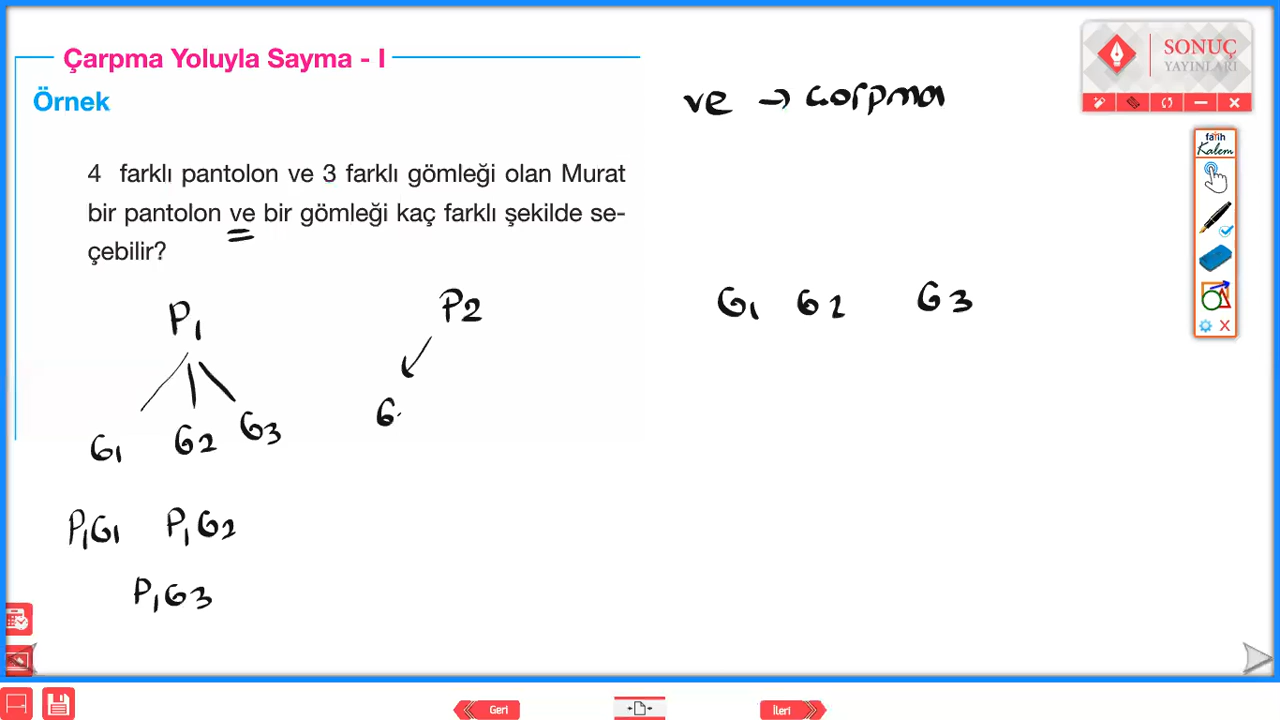 Çarpma Yoluyla Sayma - I
Örnek
4 farklı pantolon ve 3 farklı gömleği olan Murat
bir pantolon ve bir gömleği kaç farklı şekilde se-
çebilir?
ve → çarpma
P1
P2
G1 G2 G3
G1 G2 G3
G
P1G1 P1G2
P1G3
SONUÇ
YAYINLARI
fatih
Kalem
Geri
İleri